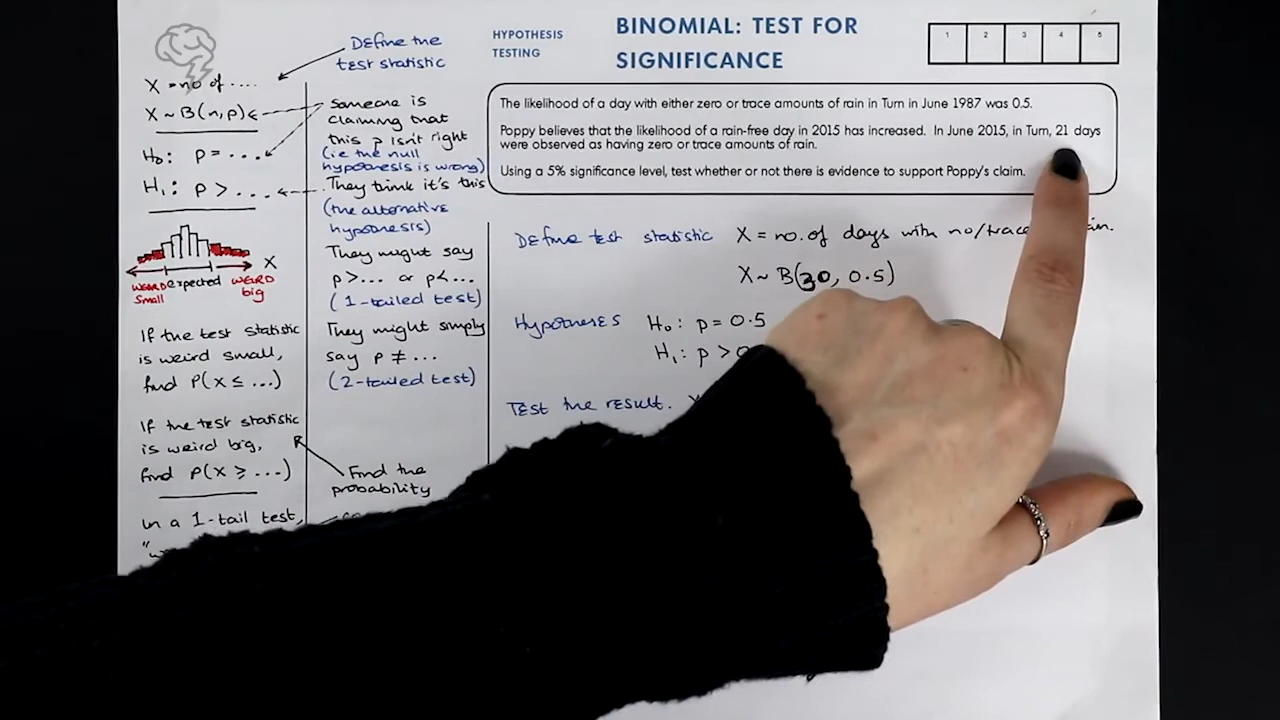 HYPOTHESIS
TESTING
BINOMIAL: TEST FOR
SIGNIFICANCE
1 2 3 4 5
The likelihood of a day with either zero or trace amounts of rain in Turn in June 1987 was 0.5.
Poppy believes that the likelihood of a rain-free day in 2015 has increased. In June 2015, in Turn, 21 days
were observed as having zero or trace amounts of rain.
Using a 5% significance level, test whether or not there is evidence to support Poppy's claim.
X = no of ....
X ~ B(n,p)
H₀: p = ...
H₁: p > ...
X
WEIRD small
expected
WEIRD big
If the test statistic
is weird small,
find P(X ≤ ...)
If the test statistic
is weird big,
find P(X ≥ ...)
in a 1-tail test,
Define the
test statistic
Someone is
claiming that
this p isn't right
(ie the null
hypothesis is wrong)
They think it's this
(the alternative
hypothesis)
They might say
p > ... or p < ...
(1-tailed test)
They might simply
say p ≠ ...
(2-tailed test)
Find the
probability
Define test statistic X = no. of days with no/trace
X ~ B(30, 0.5)
Hypotheses H₀: p = 0.5
H₁: p >
Test the result.